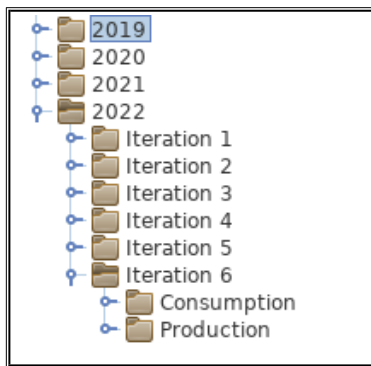 2019
2020
2021
2022
Iteration 1
Iteration 2
Iteration 3
Iteration 4
Iteration 5
Iteration 6
Consumption
Production